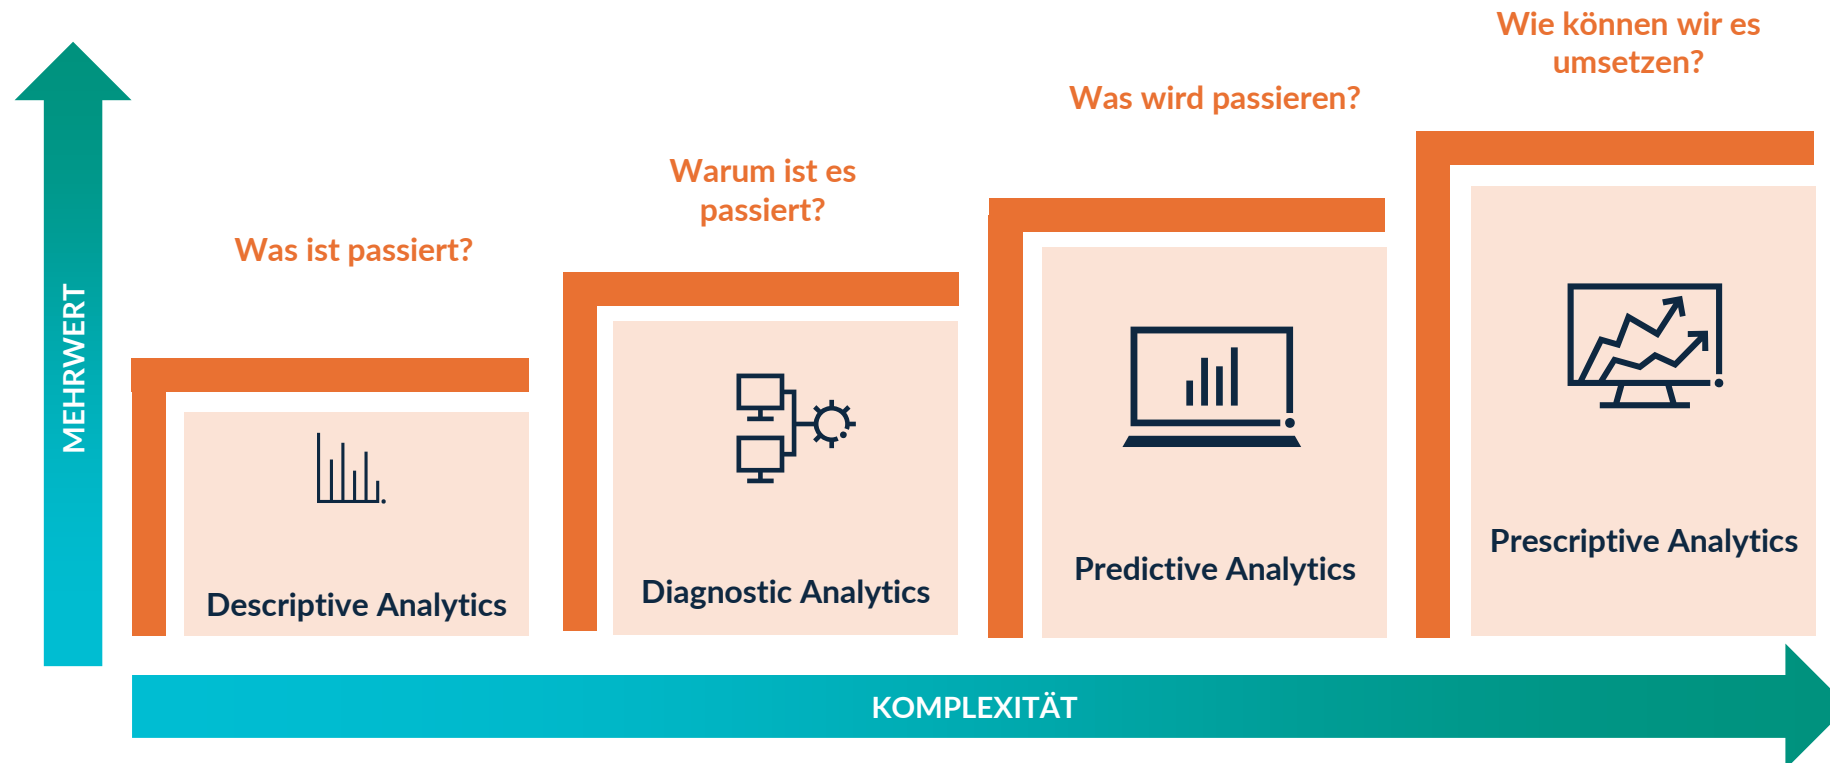 Wie können wir es
umsetzen?
Was wird passieren?
Warum ist es
passiert?
Was ist passiert?
MEHRWERT
Descriptive Analytics
Diagnostic Analytics
Predictive Analytics
Prescriptive Analytics
KOMPLEXITÄT